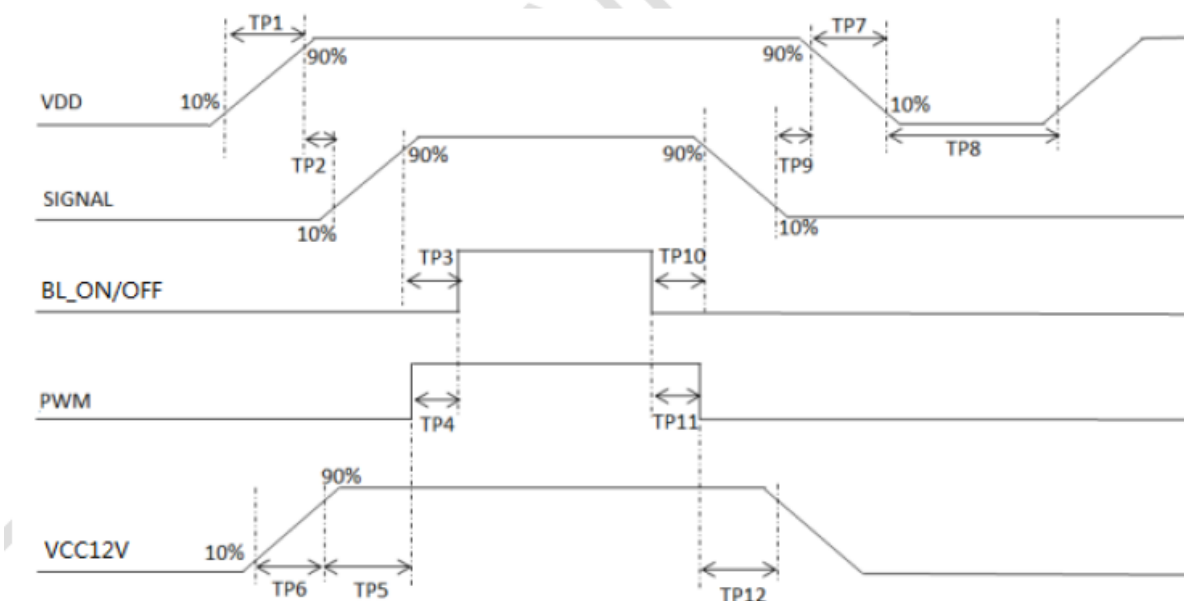 TP1
TP7
90%
90%
VDD
10%
10%
TP2
90%
90%
TP9
TP8
SIGNAL
10%
10%
TP3
TP10
BL_ON/OFF
PWM
TP4
TP11
90%
VCC12V
10%
TP6
TP5
TP12